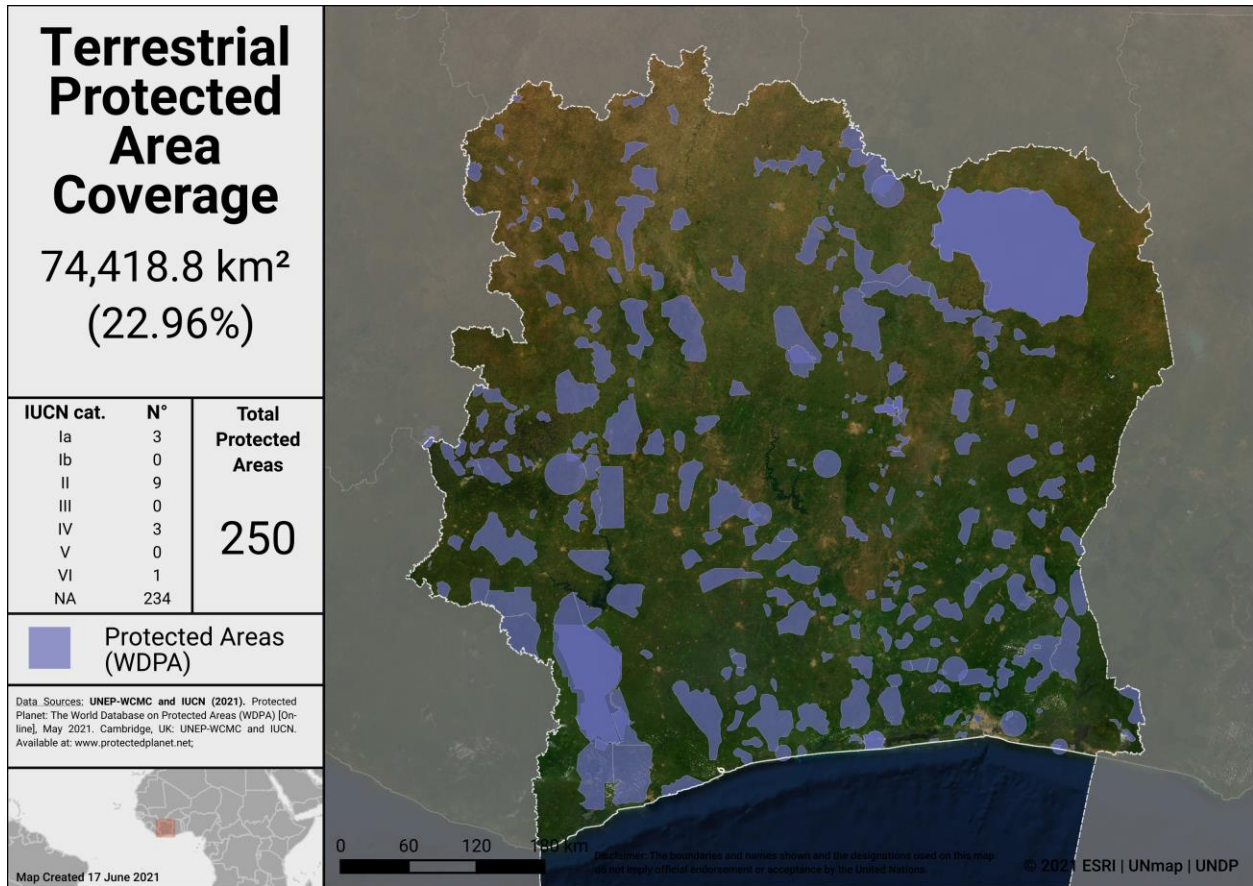 Terrestrial
Protected
Area
Coverage
74,418.8 km²
(22.96%)
IUCN cat. N°
Ia 3
Ib 0
II 9
III 0
IV 3
V 0
VI 1
NA 234
Total
Protected
Areas
250
Protected Areas
(WDPA)
Data Sources: UNEP-WCMC and IUCN (2021). Protected
Planet: The World Database on Protected Areas (WDPA) [On-
line], May 2021. Cambridge, UK: UNEP-WCMC and IUCN.
Available at: www.protectedplanet.net;
Map Created 17 June 2021
0 60 120 180 km
Disclaimer: The boundaries and names shown and the designations used on this map
do not imply official endorsement or acceptance by the United Nations.
© 2021 ESRI | UNmap | UNDP